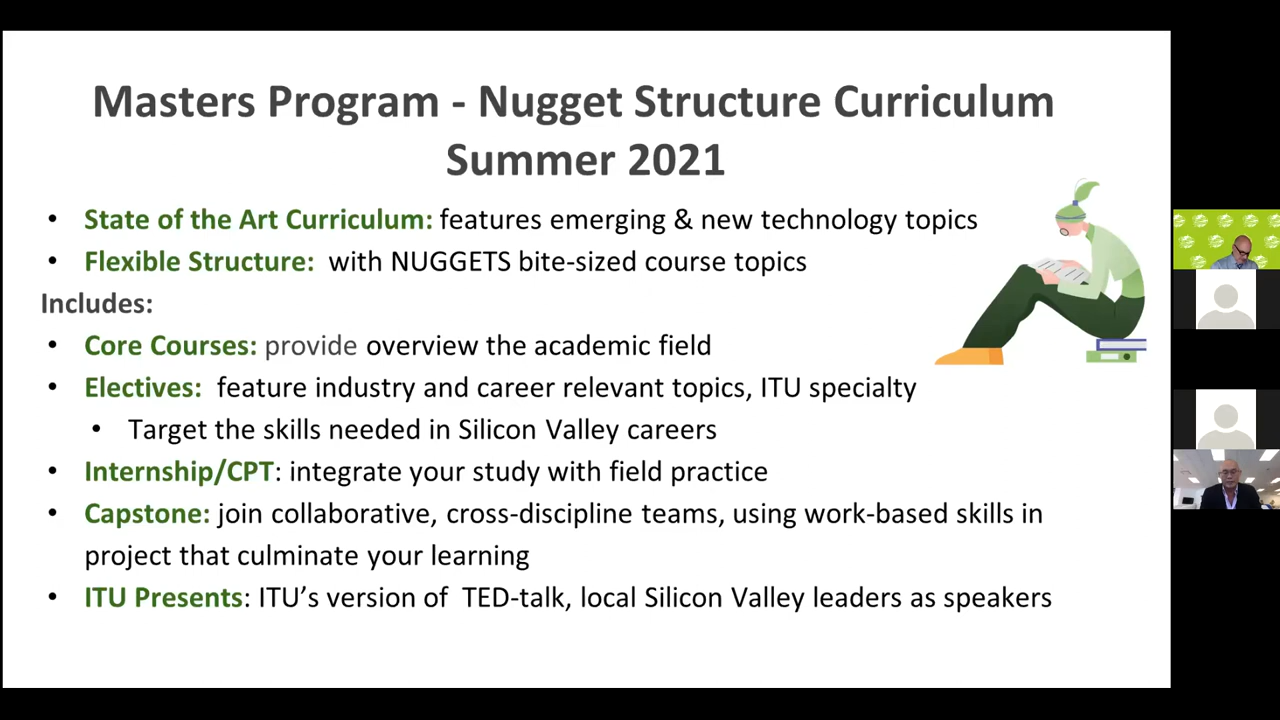 Masters Program - Nugget Structure Curriculum
Summer 2021
• State of the Art Curriculum: features emerging & new technology topics
• Flexible Structure:  with NUGGETS bite-sized course topics
Includes:
• Core Courses: provide overview the academic field
• Electives:  feature industry and career relevant topics, ITU specialty
• Target the skills needed in Silicon Valley careers
• Internship/CPT: integrate your study with field practice
• Capstone: join collaborative, cross-discipline teams, using work-based skills in
project that culminate your learning
• ITU Presents: ITU’s version of  TED-talk, local Silicon Valley leaders as speakers